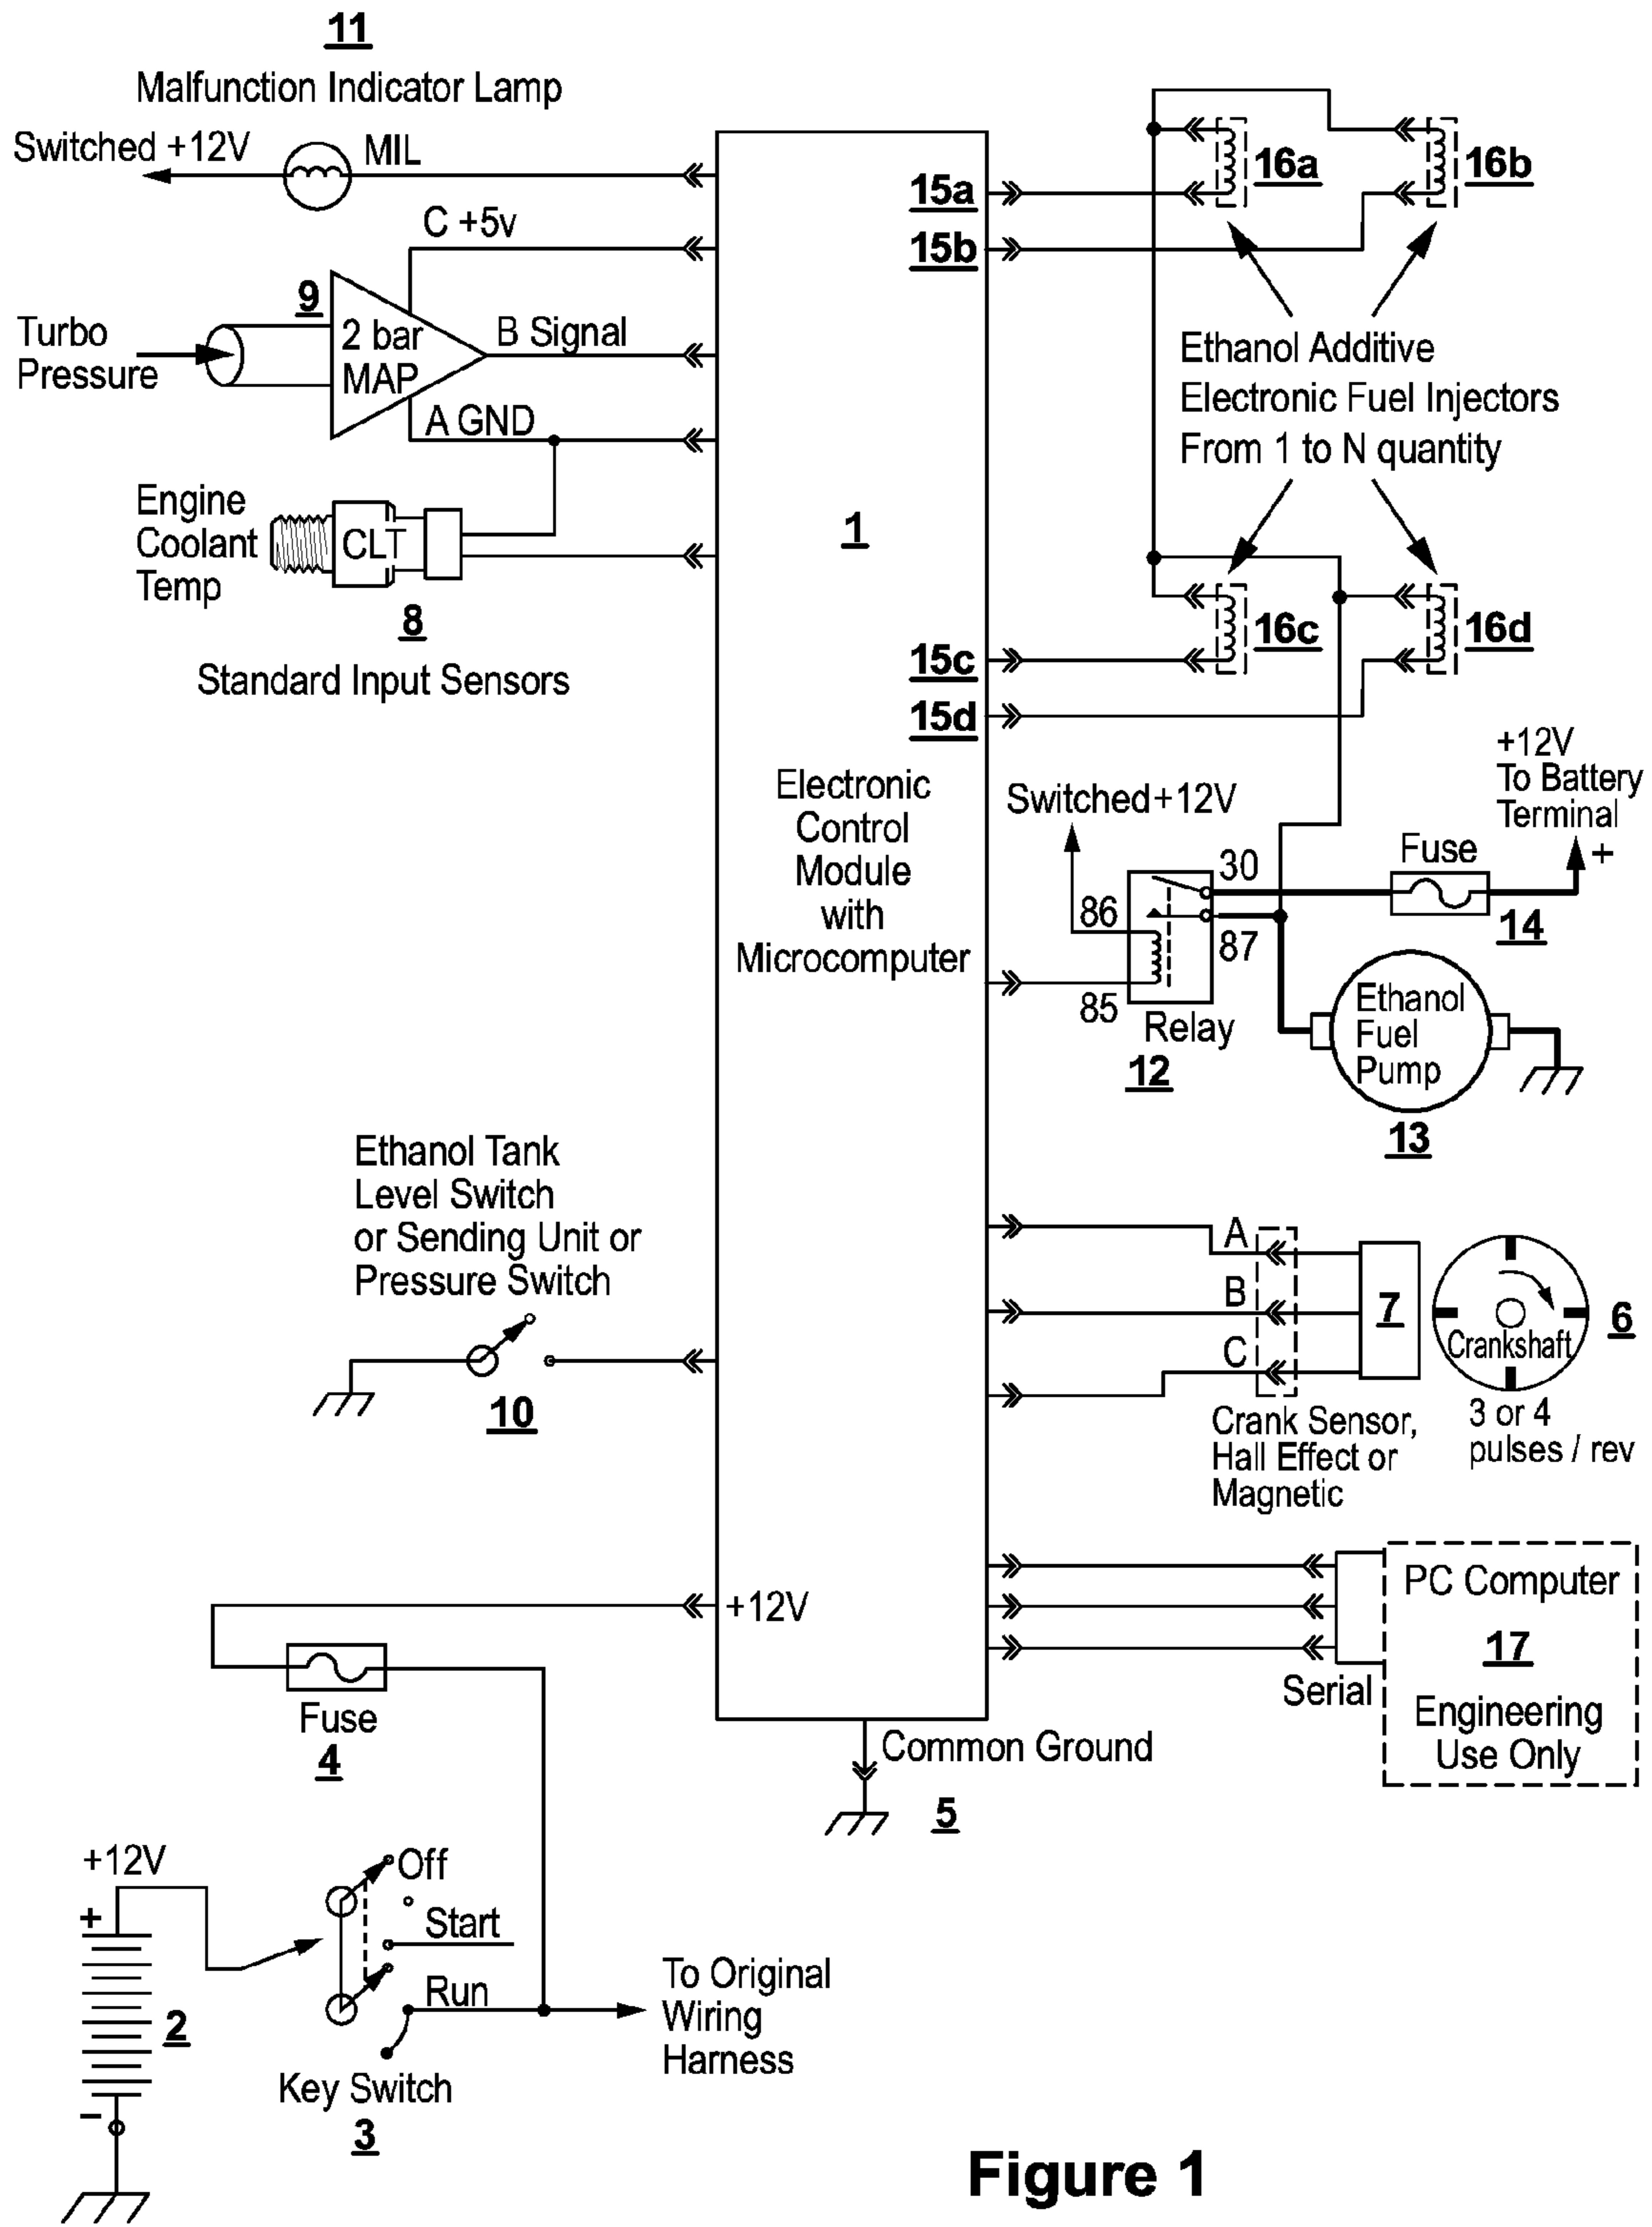 11
Malfunction Indicator Lamp
Switched +12V
MIL
C +5v
9
2 bar
MAP
Turbo
Pressure
B Signal
A GND
Engine
Coolant
Temp
CLT
8
Standard Input Sensors
1
Electronic
Control
Module
with
Microcomputer
15a
15b
15c
15d
16a
16b
Ethanol Additive
Electronic Fuel Injectors
From 1 to N quantity
16c
16d
+12V
To Battery
Terminal
+
Switched+12V
Fuse
14
30
86
87
85
Relay
12
Ethanol
Fuel
Pump
13
Ethanol Tank
Level Switch
or Sending Unit or
Pressure Switch
10
A
B
C
7
Crankshaft
6
Crank Sensor,
Hall Effect or
Magnetic
3 or 4
pulses / rev
+12V
Fuse
4
PC Computer
17
Engineering
Use Only
Serial
Common Ground
5
+12V
+
2
–
Off
Start
Run
Key Switch
3
To Original
Wiring
Harness
Figure 1